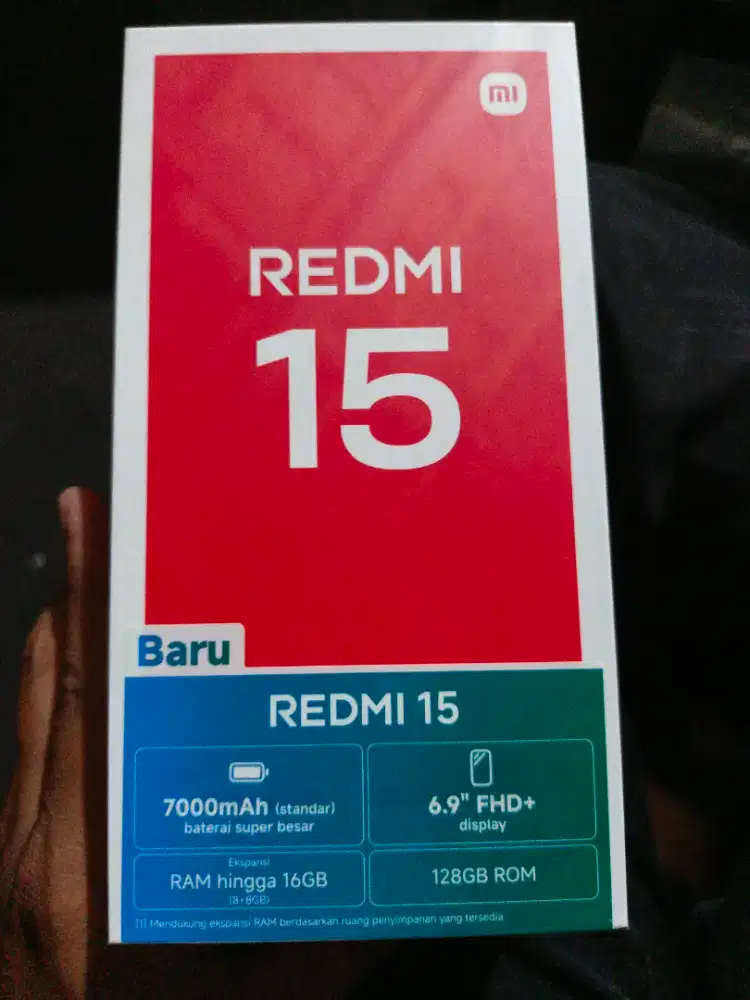 mi
REDMI
15
Baru
REDMI 15
7000mAh (standar)
baterai super besar
6.9" FHD+
display
Ekspansi
RAM hingga 16GB
(8+8GB)
128GB ROM
[1] Mendukung ekspansi RAM berdasarkan ruang penyimpanan yang tersedia